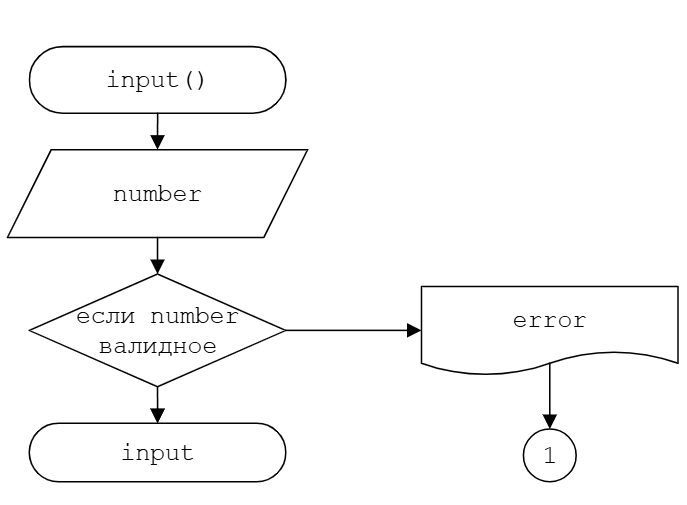 input()
number
если number
валидное
error
input
1